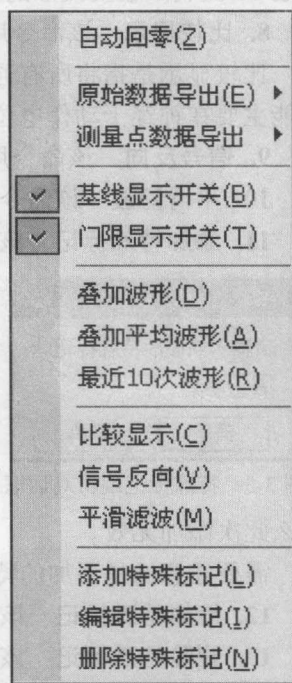 自动回零(Z)
原始数据导出(E)
测量点数据导出
基线显示开关(B)
门限显示开关(T)
叠加波形(D)
叠加平均波形(A)
最近10次波形(R)
比较显示(C)
信号反向(V)
平滑滤波(M)
添加特殊标记(L)
编辑特殊标记(I)
删除特殊标记(N)